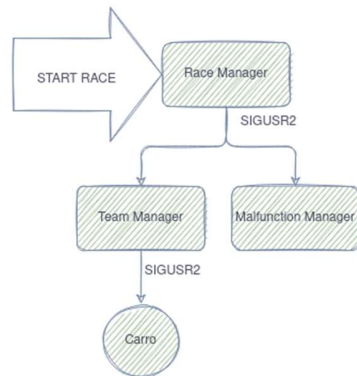 START RACE
Race Manager
SIGUSR2
Team Manager
Malfunction Manager
SIGUSR2
Carro